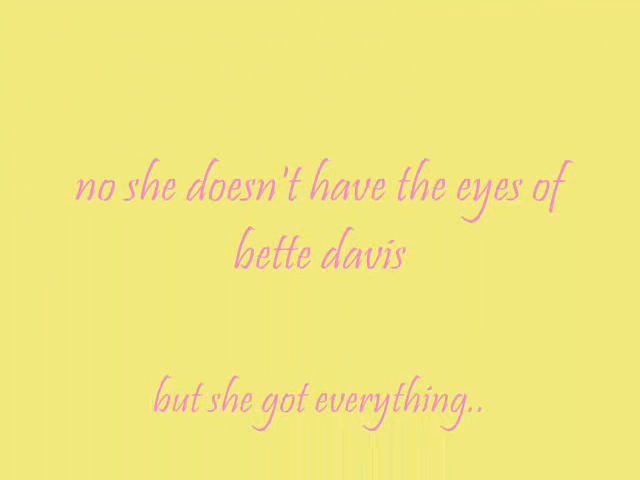 no she doesn't have the eyes of
bette davis
but she got everything..